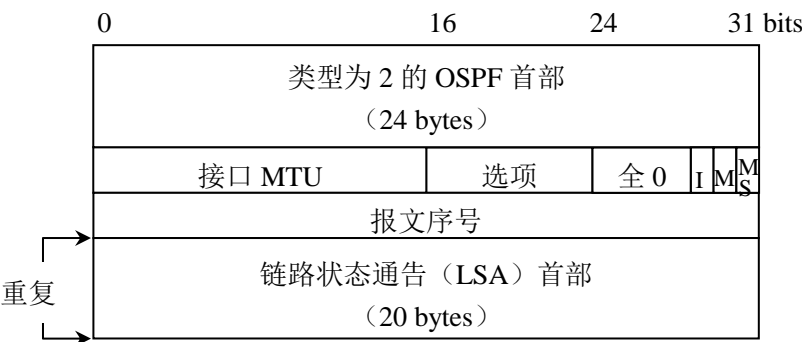 0 16 24 31 bits
类型为 2 的 OSPF 首部
（24 bytes）
接口 MTU 选项 全 0 I M MS
报文序号
链路状态通告（LSA）首部
（20 bytes）
重复